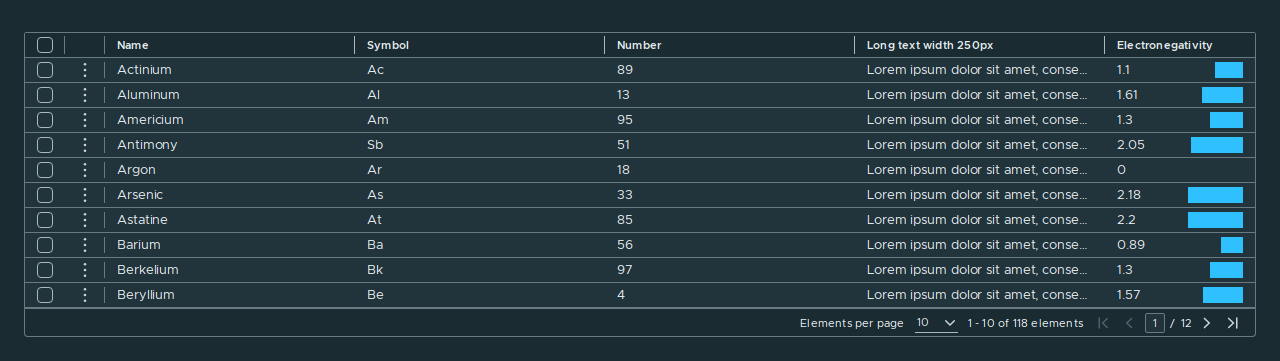 Name Symbol Number Long text width 250px Electronegativity
Actinium Ac 89 Lorem ipsum dolor sit amet, conse... 1.1
Aluminum Al 13 Lorem ipsum dolor sit amet, conse... 1.61
Americium Am 95 Lorem ipsum dolor sit amet, conse... 1.3
Antimony Sb 51 Lorem ipsum dolor sit amet, conse... 2.05
Argon Ar 18 Lorem ipsum dolor sit amet, conse... 0
Arsenic As 33 Lorem ipsum dolor sit amet, conse... 2.18
Astatine At 85 Lorem ipsum dolor sit amet, conse... 2.2
Barium Ba 56 Lorem ipsum dolor sit amet, conse... 0.89
Berkelium Bk 97 Lorem ipsum dolor sit amet, conse... 1.3
Beryllium Be 4 Lorem ipsum dolor sit amet, conse... 1.57
Elements per page 10 1 - 10 of 118 elements 1 / 12